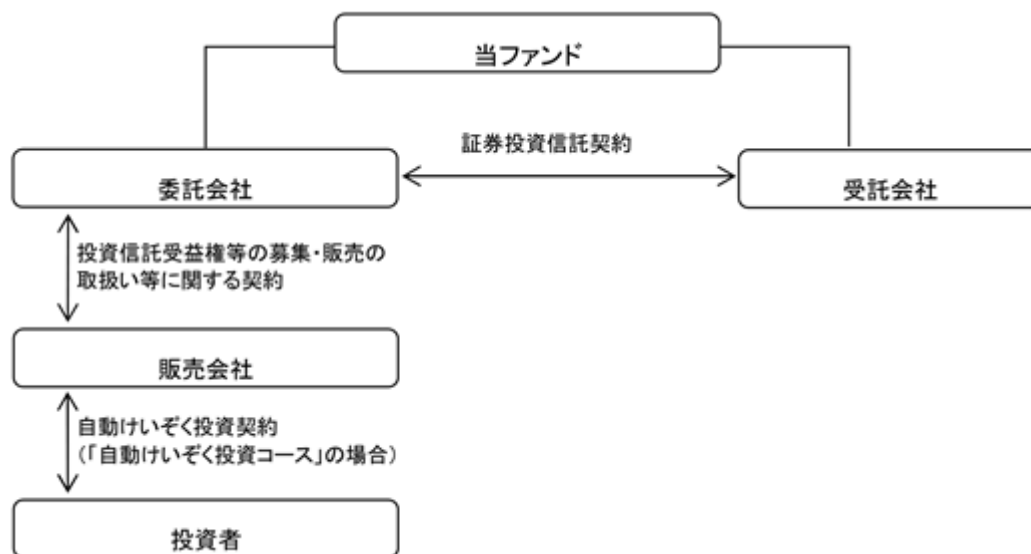 当ファンド
証券投資信託契約
委託会社
受託会社
投資信託受益権等の募集・販売の
取扱い等に関する契約
販売会社
自動けいぞく投資契約
(「自動けいぞく投資コース」の場合)
投資者